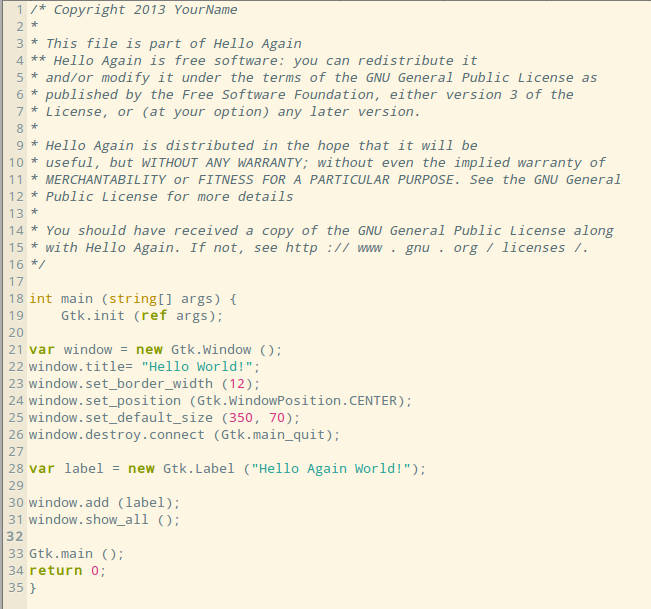 1 /* Copyright 2013 YourName
2 *
3 * This file is part of Hello Again
4 ** Hello Again is free software: you can redistribute it
5 * and/or modify it under the terms of the GNU General Public License as
6 * published by the Free Software Foundation, either version 3 of the
7 * License, or (at your option) any later version.
8 *
9 * Hello Again is distributed in the hope that it will be
10 * useful, but WITHOUT ANY WARRANTY; without even the implied warranty of
11 * MERCHANTABILITY or FITNESS FOR A PARTICULAR PURPOSE. See the GNU General
12 * Public License for more details
13 *
14 * You should have received a copy of the GNU General Public License along
15 * with Hello Again. If not, see http :// www . gnu . org / licenses /.
16 */
17
18 int main (string[] args) {
19     Gtk.init (ref args);
20
21 var window = new Gtk.Window ();
22 window.title= "Hello World!";
23 window.set_border_width (12);
24 window.set_position (Gtk.WindowPosition.CENTER);
25 window.set_default_size (350, 70);
26 window.destroy.connect (Gtk.main_quit);
27
28 var label = new Gtk.Label ("Hello Again World!");
29
30 window.add (label);
31 window.show_all ();
32
33 Gtk.main ();
34 return 0;
35 }